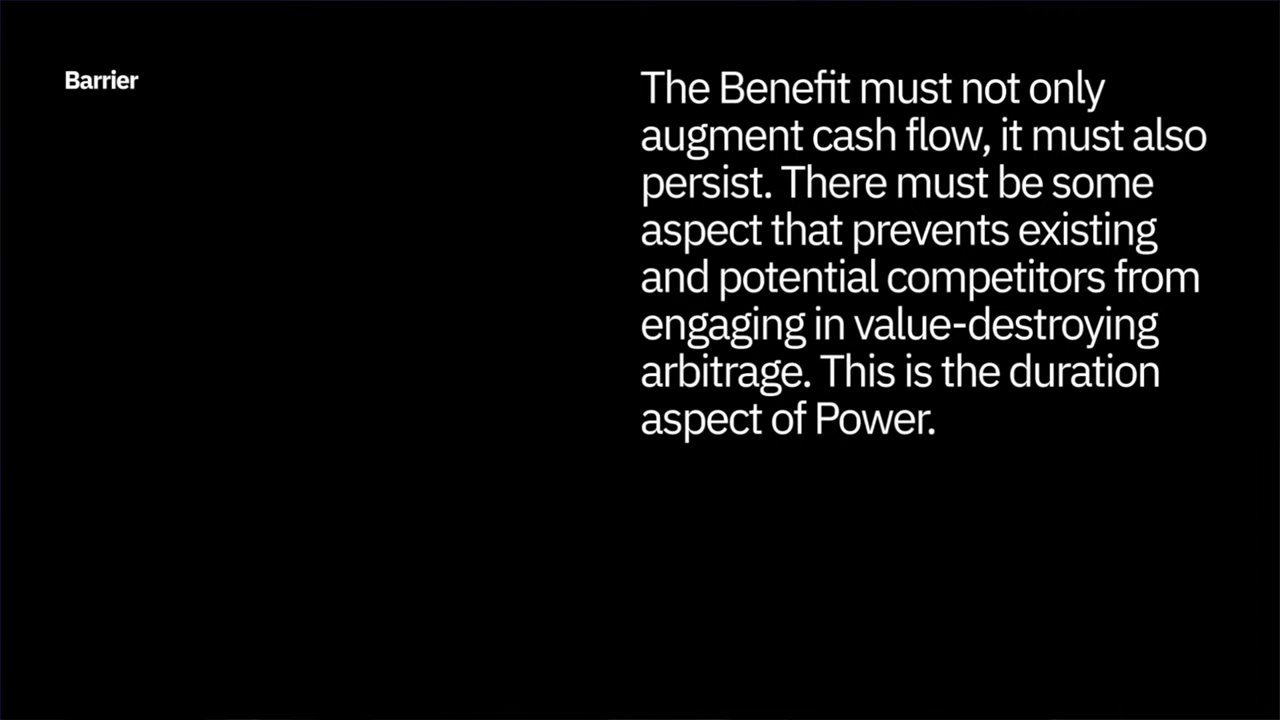 Barrier
The Benefit must not only
augment cash flow, it must also
persist. There must be some
aspect that prevents existing
and potential competitors from
engaging in value-destroying
arbitrage. This is the duration
aspect of Power.